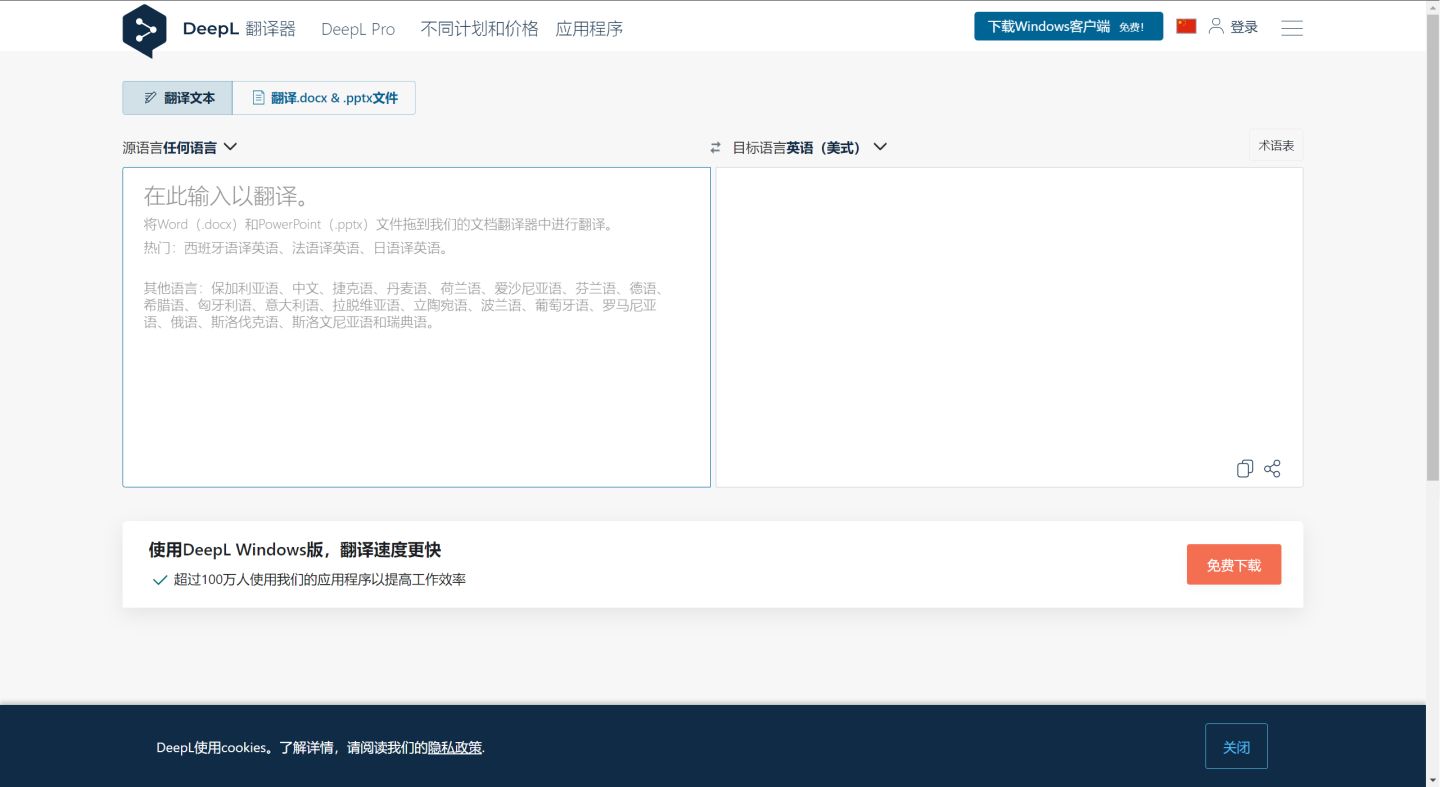 DeepL 翻译器 DeepL Pro 不同计划和价格 应用程序 下载Windows客户端 免费! 登录
翻译文本 翻译.docx & .pptx文件
源语言任何语言 目标语言英语（美式） 术语表
在此输入以翻译。
将Word（.docx）和PowerPoint（.pptx）文件拖到我们的文档翻译器中进行翻译。
热门：西班牙语译英语、法语译英语、日语译英语。
其他语言：保加利亚语、中文、捷克语、丹麦语、荷兰语、爱沙尼亚语、芬兰语、德语、
希腊语、匈牙利语、意大利语、拉脱维亚语、立陶宛语、波兰语、葡萄牙语、罗马尼亚
语、俄语、斯洛伐克语、斯洛文尼亚语和瑞典语。
使用DeepL Windows版，翻译速度更快
超过100万人使用我们的应用程序以提高工作效率
免费下载
DeepL使用cookies。了解详情，请阅读我们的隐私政策.
关闭